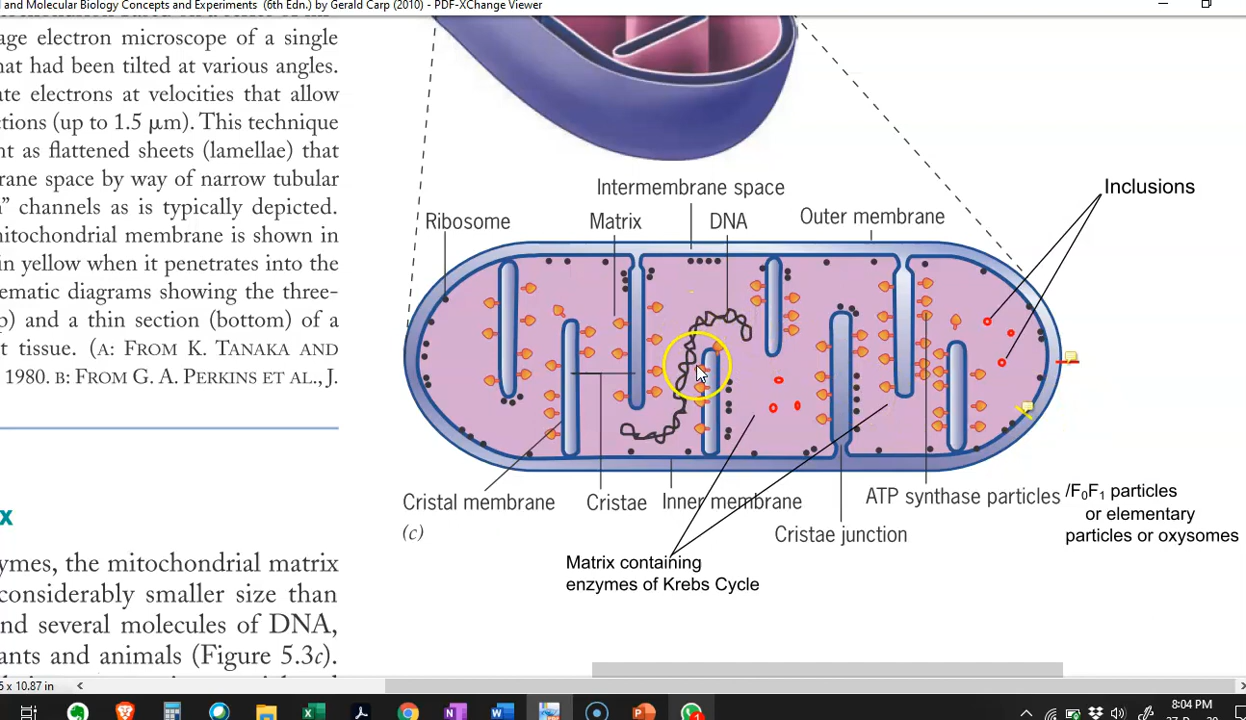 l and Molecular Biology Concepts and Experiments (6th Edn.) by Gerald Carp (2010) - PDF-XChange Viewer
age electron microscope of a single
hat had been tilted at various angles.
ate electrons at velocities that allow
ctions (up to 1.5 μm). This technique
nt as flattened sheets (lamellae) that
rane space by way of narrow tubular
n” channels as is typically depicted.
nitochondrial membrane is shown in
in yellow when it penetrates into the
ematic diagrams showing the three-
p) and a thin section (bottom) of a
t tissue. (A: FROM K. TANAKA AND
1980. B: FROM G. A. PERKINS ET AL., J.
X
ymes, the mitochondrial matrix
considerably smaller size than
nd several molecules of DNA,
ants and animals (Figure 5.3c).
Inclusions
Intermembrane space
Ribosome
Matrix
DNA
Outer membrane
Cristal membrane
Cristae
Inner membrane
ATP synthase particles
/F0F1 particles
or elementary
particles or oxysomes
(c)
Cristae junction
Matrix containing
enzymes of Krebs Cycle
x 10.87 in
8:04 PM